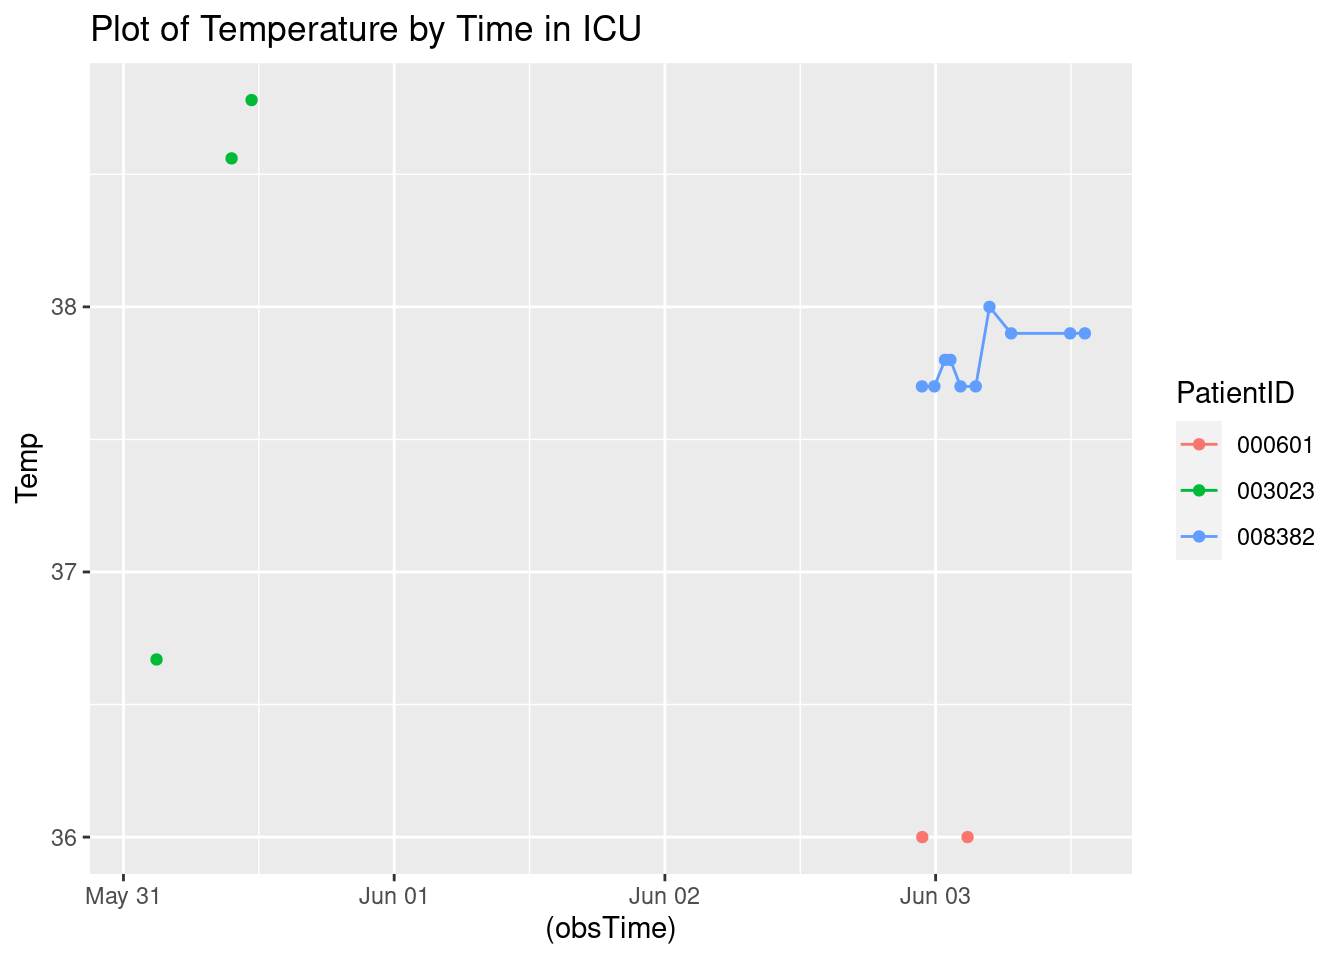 Plot of Temperature by Time in ICU
Temp
38
37
36
May 31
Jun 01
Jun 02
Jun 03
(obsTime)
PatientID
000601
003023
008382